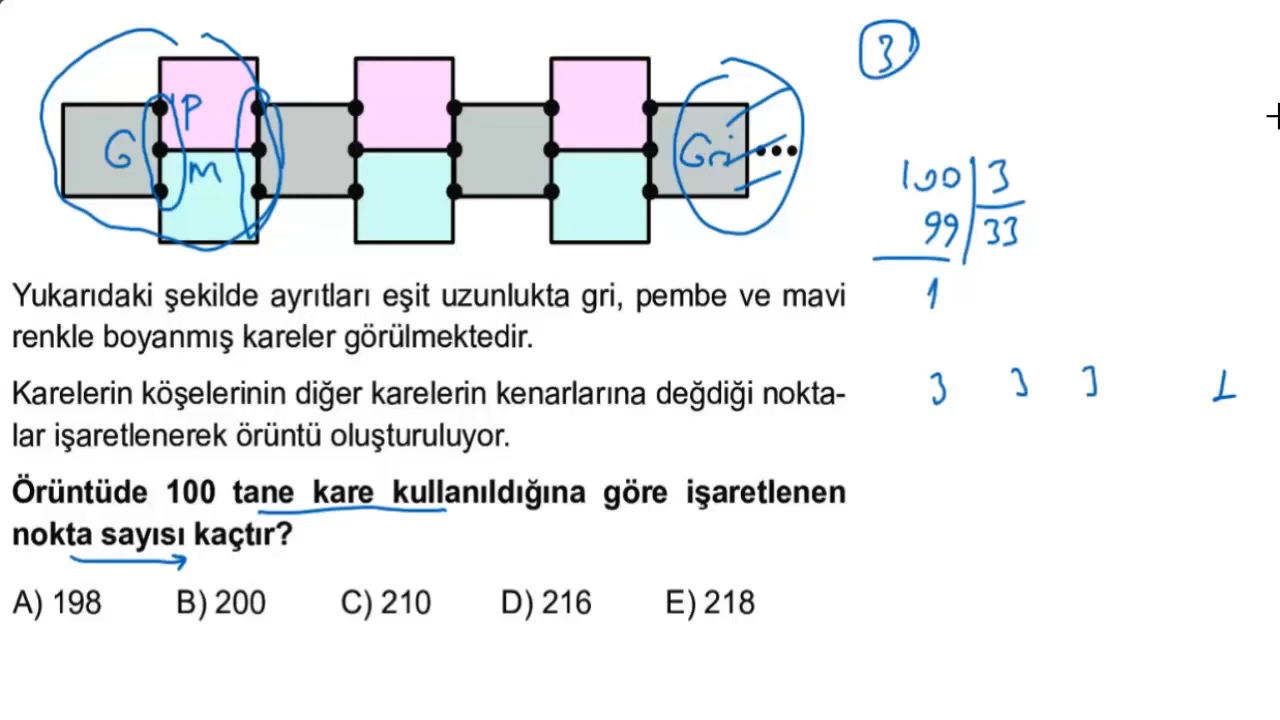 3
P
G
M
Gri
100 3
99 33
1
Yukarıdaki şekilde ayrıtları eşit uzunlukta gri, pembe ve mavi
renkle boyanmış kareler görülmektedir.
Karelerin köşelerinin diğer karelerin kenarlarına değdiği nokta-
lar işaretlenerek örüntü oluşturuluyor.
3 3 3 1
Örüntüde 100 tane kare kullanıldığına göre işaretlenen
nokta sayısı kaçtır?
A) 198 B) 200 C) 210 D) 216 E) 218